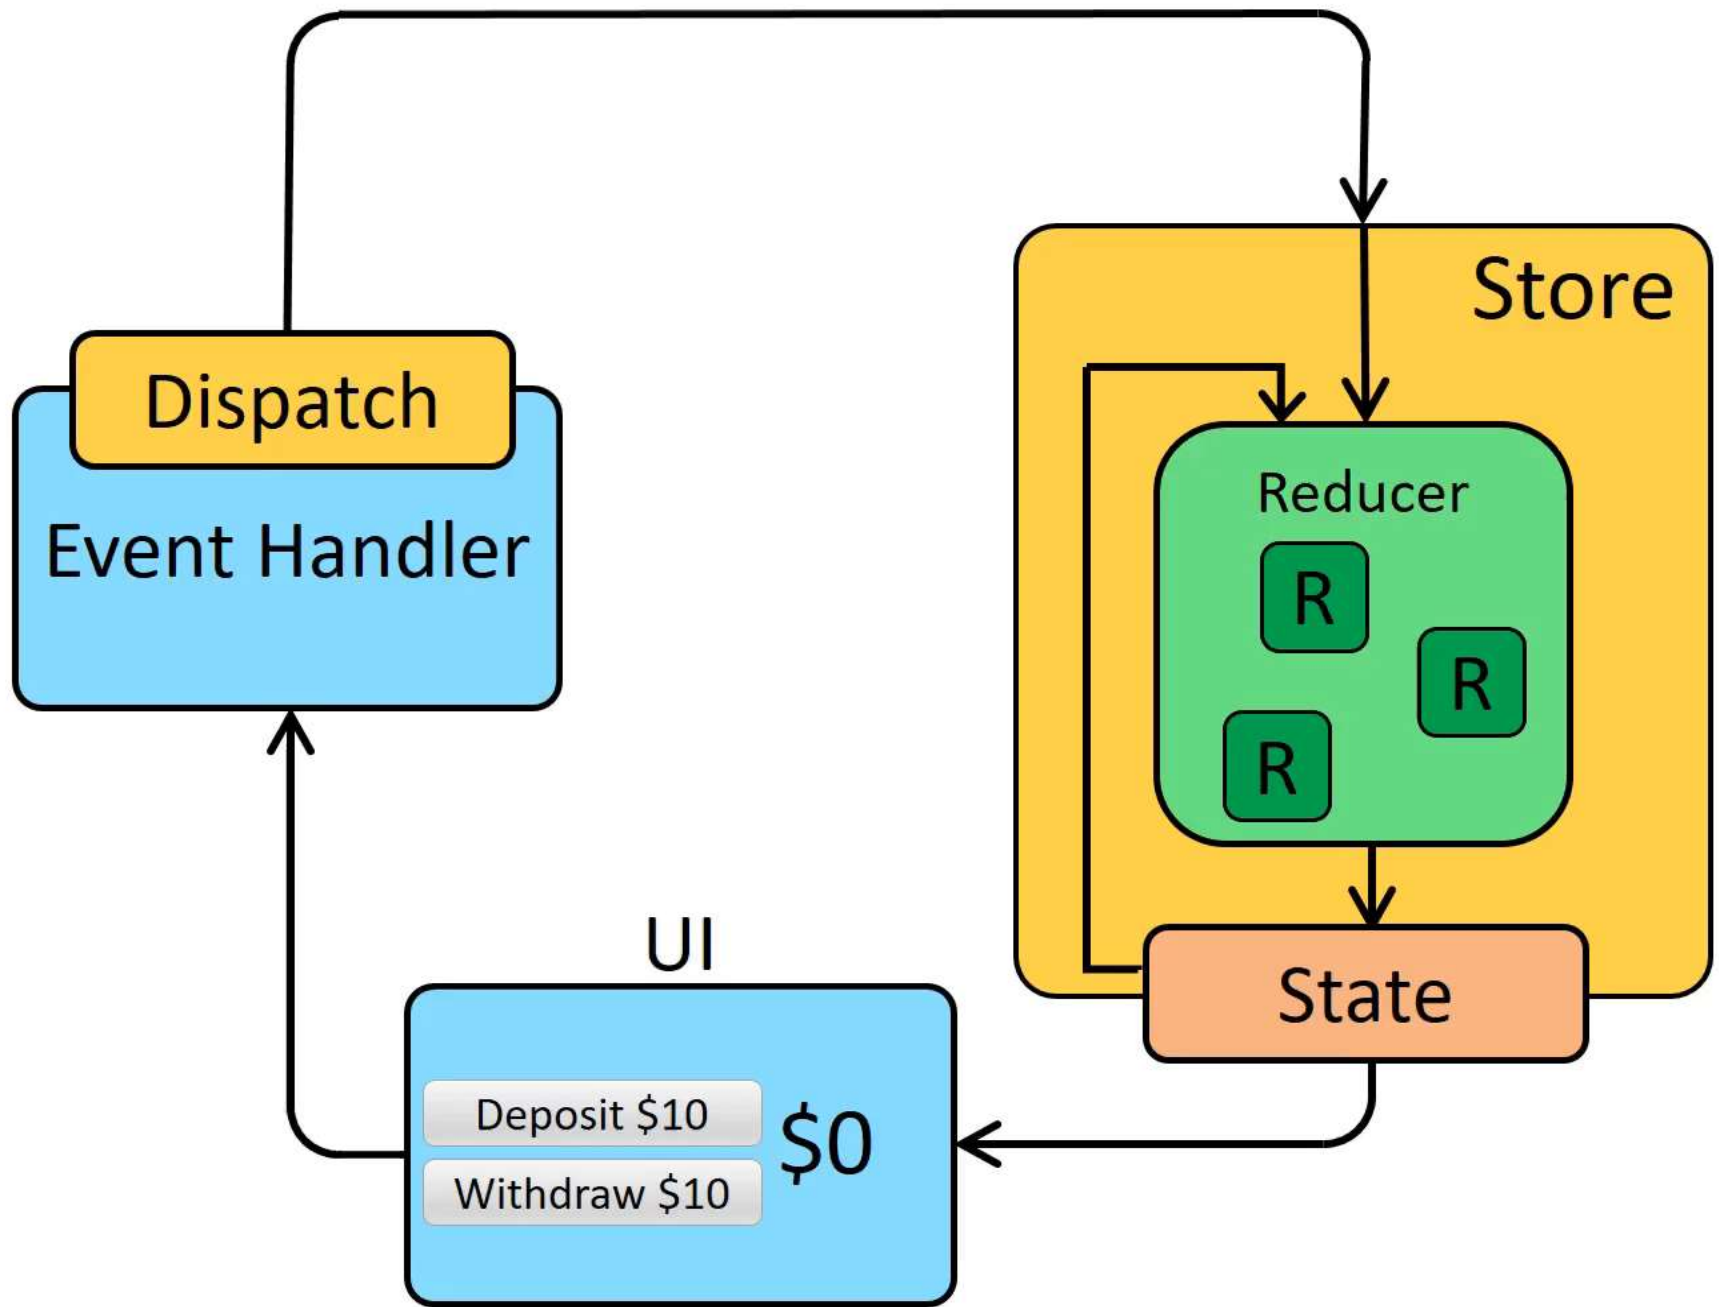 Store
Dispatch
Event Handler
Reducer
R
R
R
State
UI
Deposit $10
Withdraw $10
$0